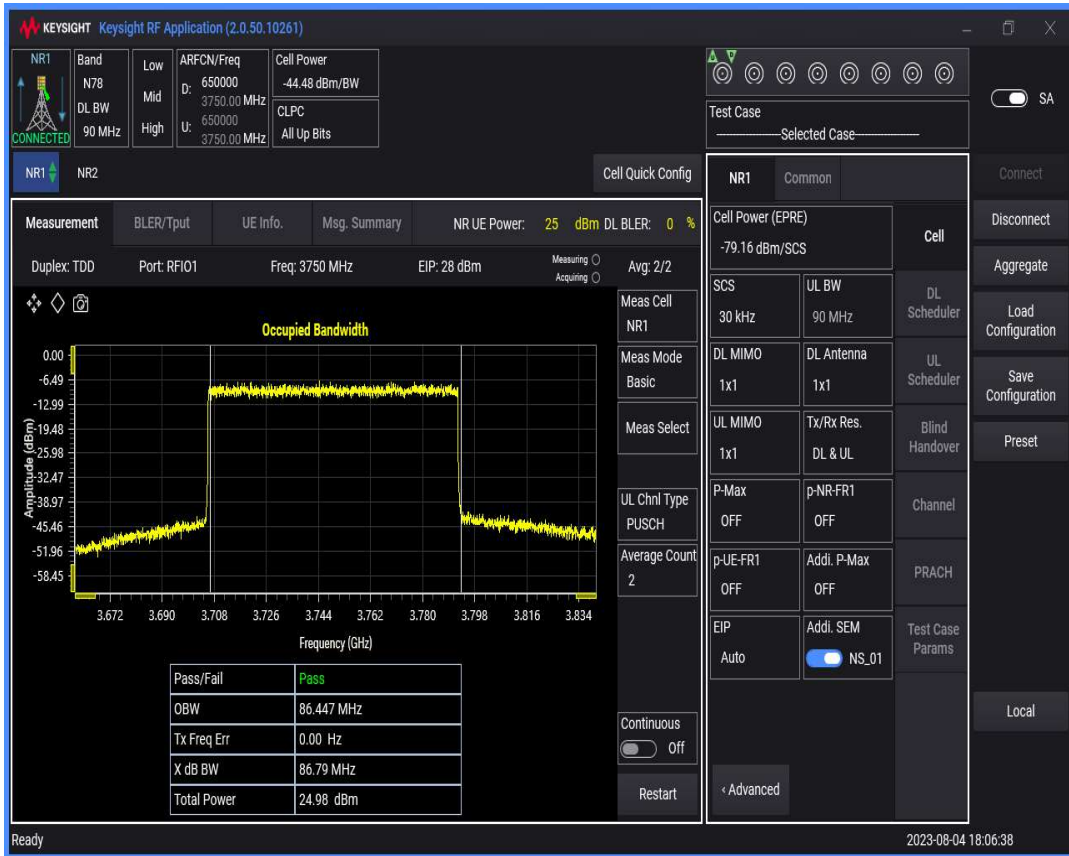 KEYSIGHT Keysight RF Application (2.0.50.10261)
NR1
CONNECTED
Band
N78
DL BW
90 MHz
Low
Mid
High
ARFCN/Freq
D: 650000
3750.00 MHz
U: 650000
3750.00 MHz
Cell Power
-44.48 dBm/BW
CLPC
All Up Bits
Test Case
Selected Case
SA
NR1 NR2
Cell Quick Config
NR1 Common
Connect
Disconnect
Aggregate
Load
Configuration
Save
Configuration
Preset
Local
Measurement BLER/Tput UE Info. Msg. Summary NR UE Power: 25 dBm DL BLER: 0 %
Duplex: TDD Port: RFIO1 Freq: 3750 MHz EIP: 28 dBm Measuring Avg: 2/2
Acquiring
Occupied Bandwidth
Amplitude (dBm)
0.00
-6.49
-12.99
-19.48
-25.98
-32.47
-38.97
-45.46
-51.96
-58.45
3.672 3.690 3.708 3.726 3.744 3.762 3.780 3.798 3.816 3.834
Frequency (GHz)
Pass/Fail Pass
OBW 86.447 MHz
Tx Freq Err 0.00 Hz
X dB BW 86.79 MHz
Total Power 24.98 dBm
Meas Cell
NR1
Meas Mode
Basic
Meas Select
UL Chnl Type
PUSCH
Average Count
2
Continuous
Off
Restart
Cell Power (EPRE)
-79.16 dBm/SCS
SCS
30 kHz
UL BW
90 MHz
DL MIMO
1x1
DL Antenna
1x1
UL MIMO
1x1
Tx/Rx Res.
DL & UL
P-Max
OFF
p-NR-FR1
OFF
p-UE-FR1
OFF
Addi. P-Max
OFF
EIP
Auto
Addi. SEM
NS_01
‹ Advanced
Cell
DL
Scheduler
UL
Scheduler
Blind
Handover
Channel
PRACH
Test Case
Params
Ready
2023-08-04 18:06:38